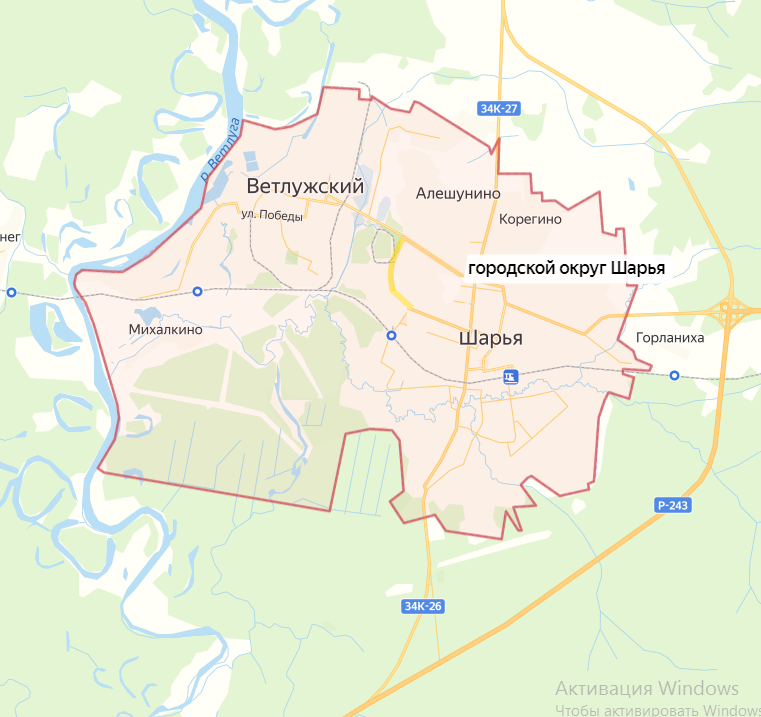 34К-27
р. Ветлуга
Ветлужский
Алешунино
ул. Победы
Корегино
нег
городской округ Шарья
Михалкино
Шарья
Горланиха
Р-243
34К-26
Активация Windows
Чтобы активировать Windows